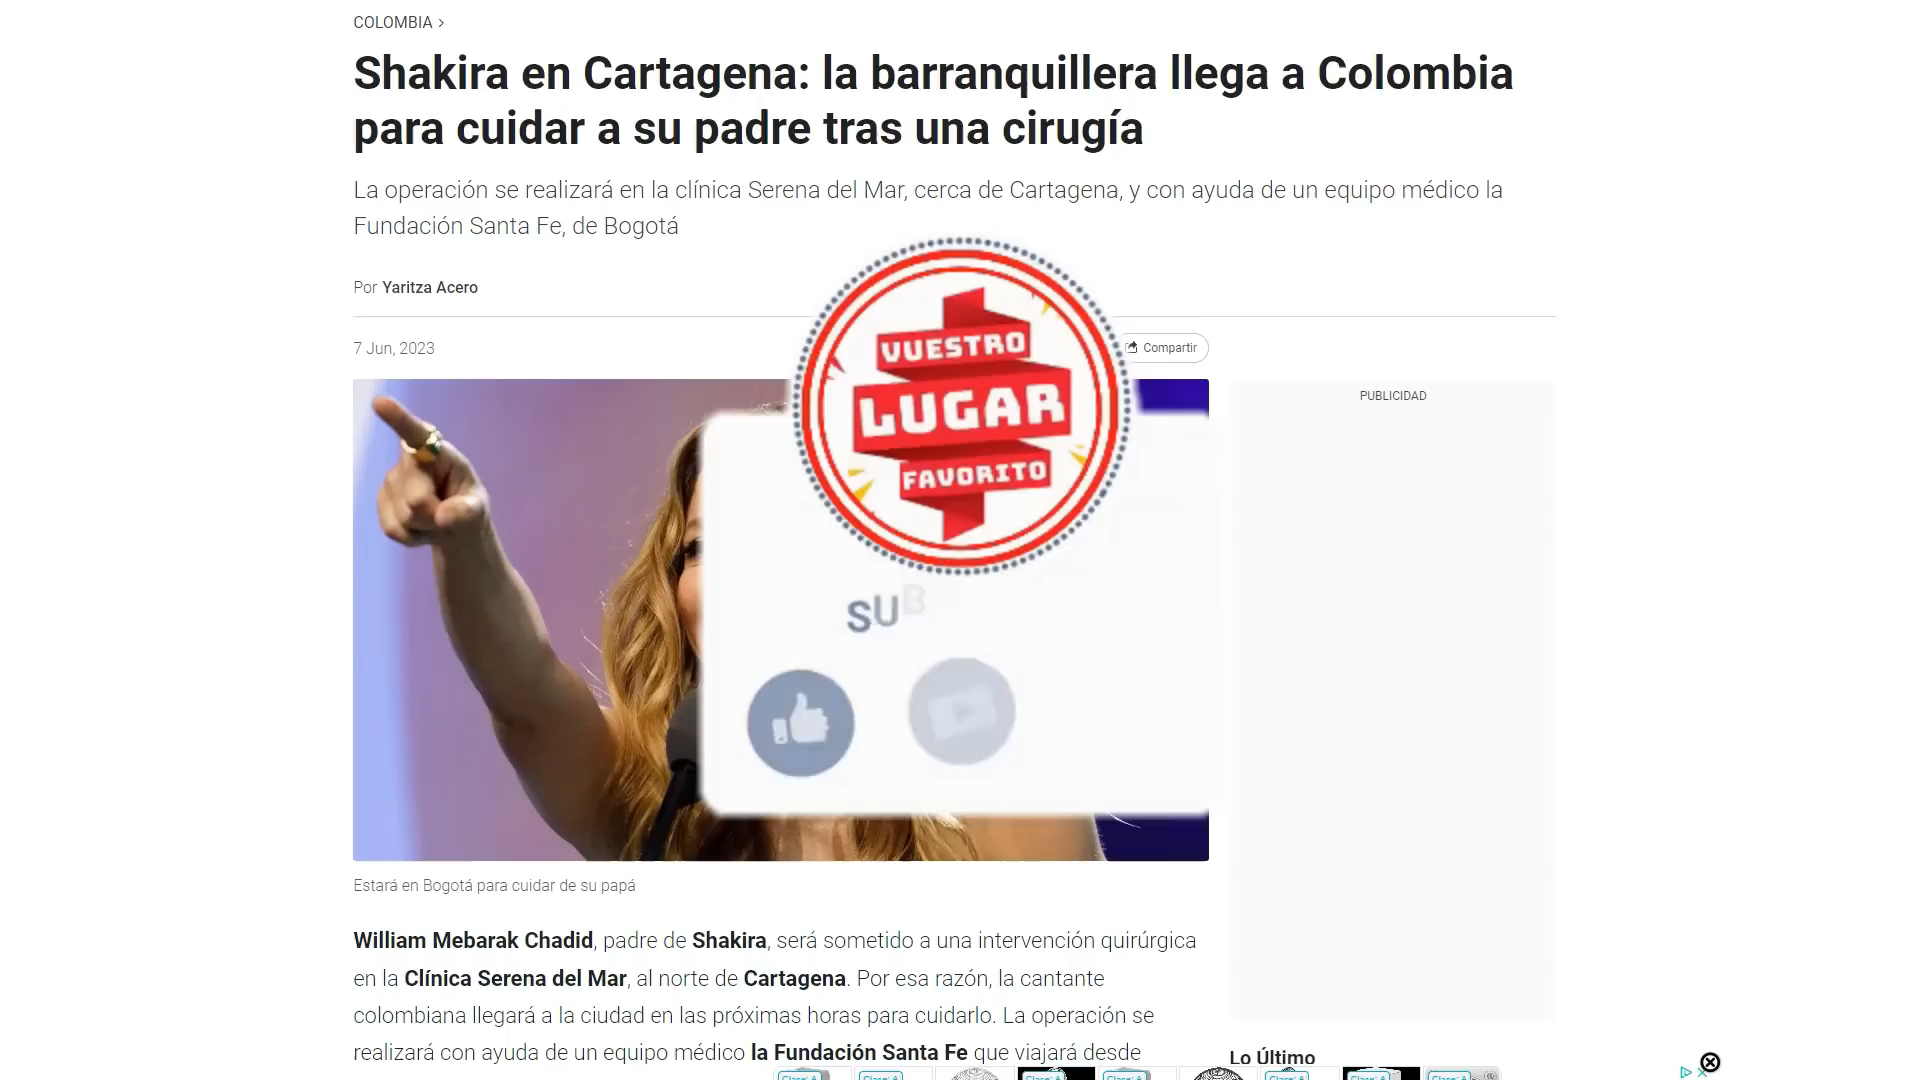 COLOMBIA >
Shakira en Cartagena: la barranquillera llega a Colombia
para cuidar a su padre tras una cirugía
La operación se realizará en la clínica Serena del Mar, cerca de Cartagena, y con ayuda de un equipo médico la
Fundación Santa Fe, de Bogotá
Por Yaritza Acero
7 Jun, 2023
Compartir
PUBLICIDAD
VUESTRO
LUGAR
FAVORITO
SUB
Estará en Bogotá para cuidar de su papá
William Mebarak Chadid, padre de Shakira, será sometido a una intervención quirúrgica
en la Clínica Serena del Mar, al norte de Cartagena. Por esa razón, la cantante
colombiana llegará a la ciudad en las próximas horas para cuidarlo. La operación se
realizará con ayuda de un equipo médico la Fundación Santa Fe que viajará desde
Lo Último